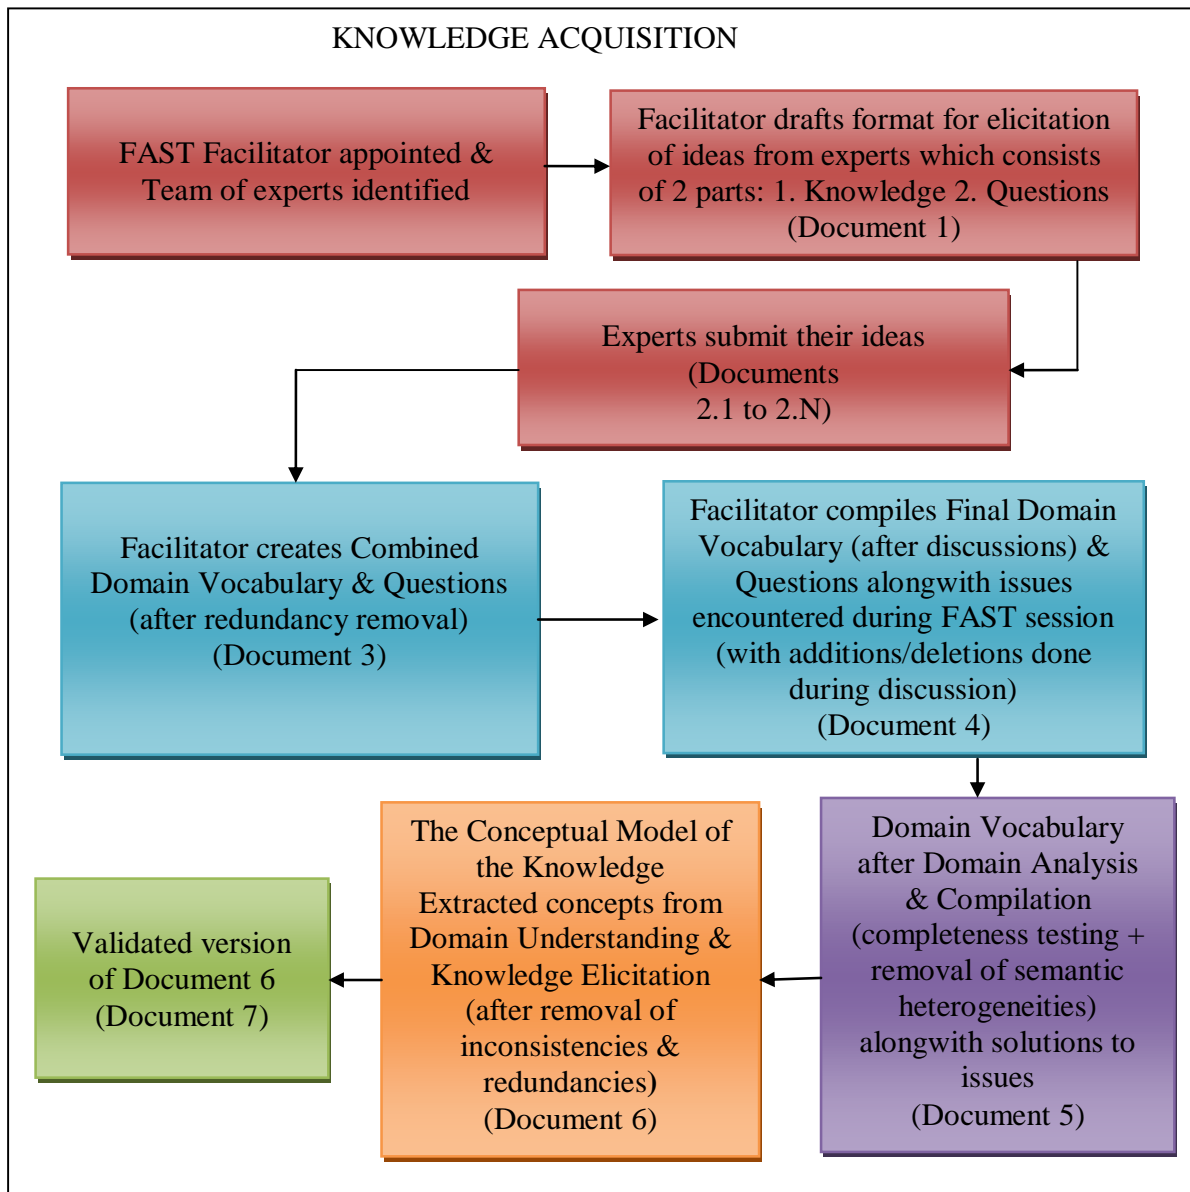 KNOWLEDGE ACQUISITION
FAST Facilitator appointed &
Team of experts identified
Facilitator drafts format for elicitation
of ideas from experts which consists
of 2 parts: 1. Knowledge 2. Questions
(Document 1)
Experts submit their ideas
(Documents
2.1 to 2.N)
Facilitator creates Combined
Domain Vocabulary & Questions
(after redundancy removal)
(Document 3)
Facilitator compiles Final Domain
Vocabulary (after discussions) &
Questions alongwith issues
encountered during FAST session
(with additions/deletions done
during discussion)
(Document 4)
Domain Vocabulary
after Domain Analysis
& Compilation
(completeness testing +
removal of semantic
heterogeneities)
alongwith solutions to
issues
(Document 5)
The Conceptual Model of
the Knowledge
Extracted concepts from
Domain Understanding &
Knowledge Elicitation
(after removal of
inconsistencies &
redundancies)
(Document 6)
Validated version
of Document 6
(Document 7)